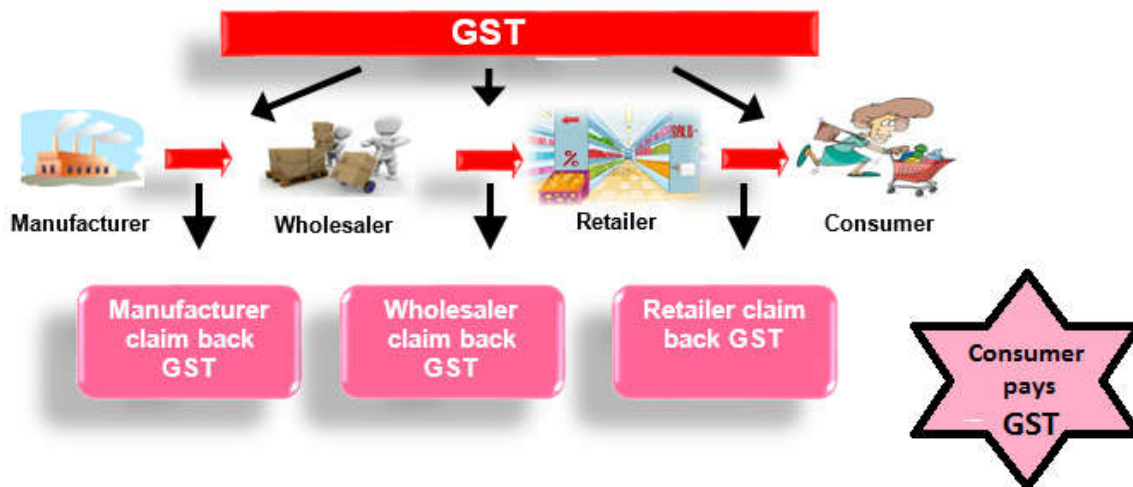 GST
SALE
%
Manufacturer
Wholesaler
Retailer
Consumer
Manufacturer
claim back
GST
Wholesaler
claim back
GST
Retailer claim
back GST
Consumer
pays
GST